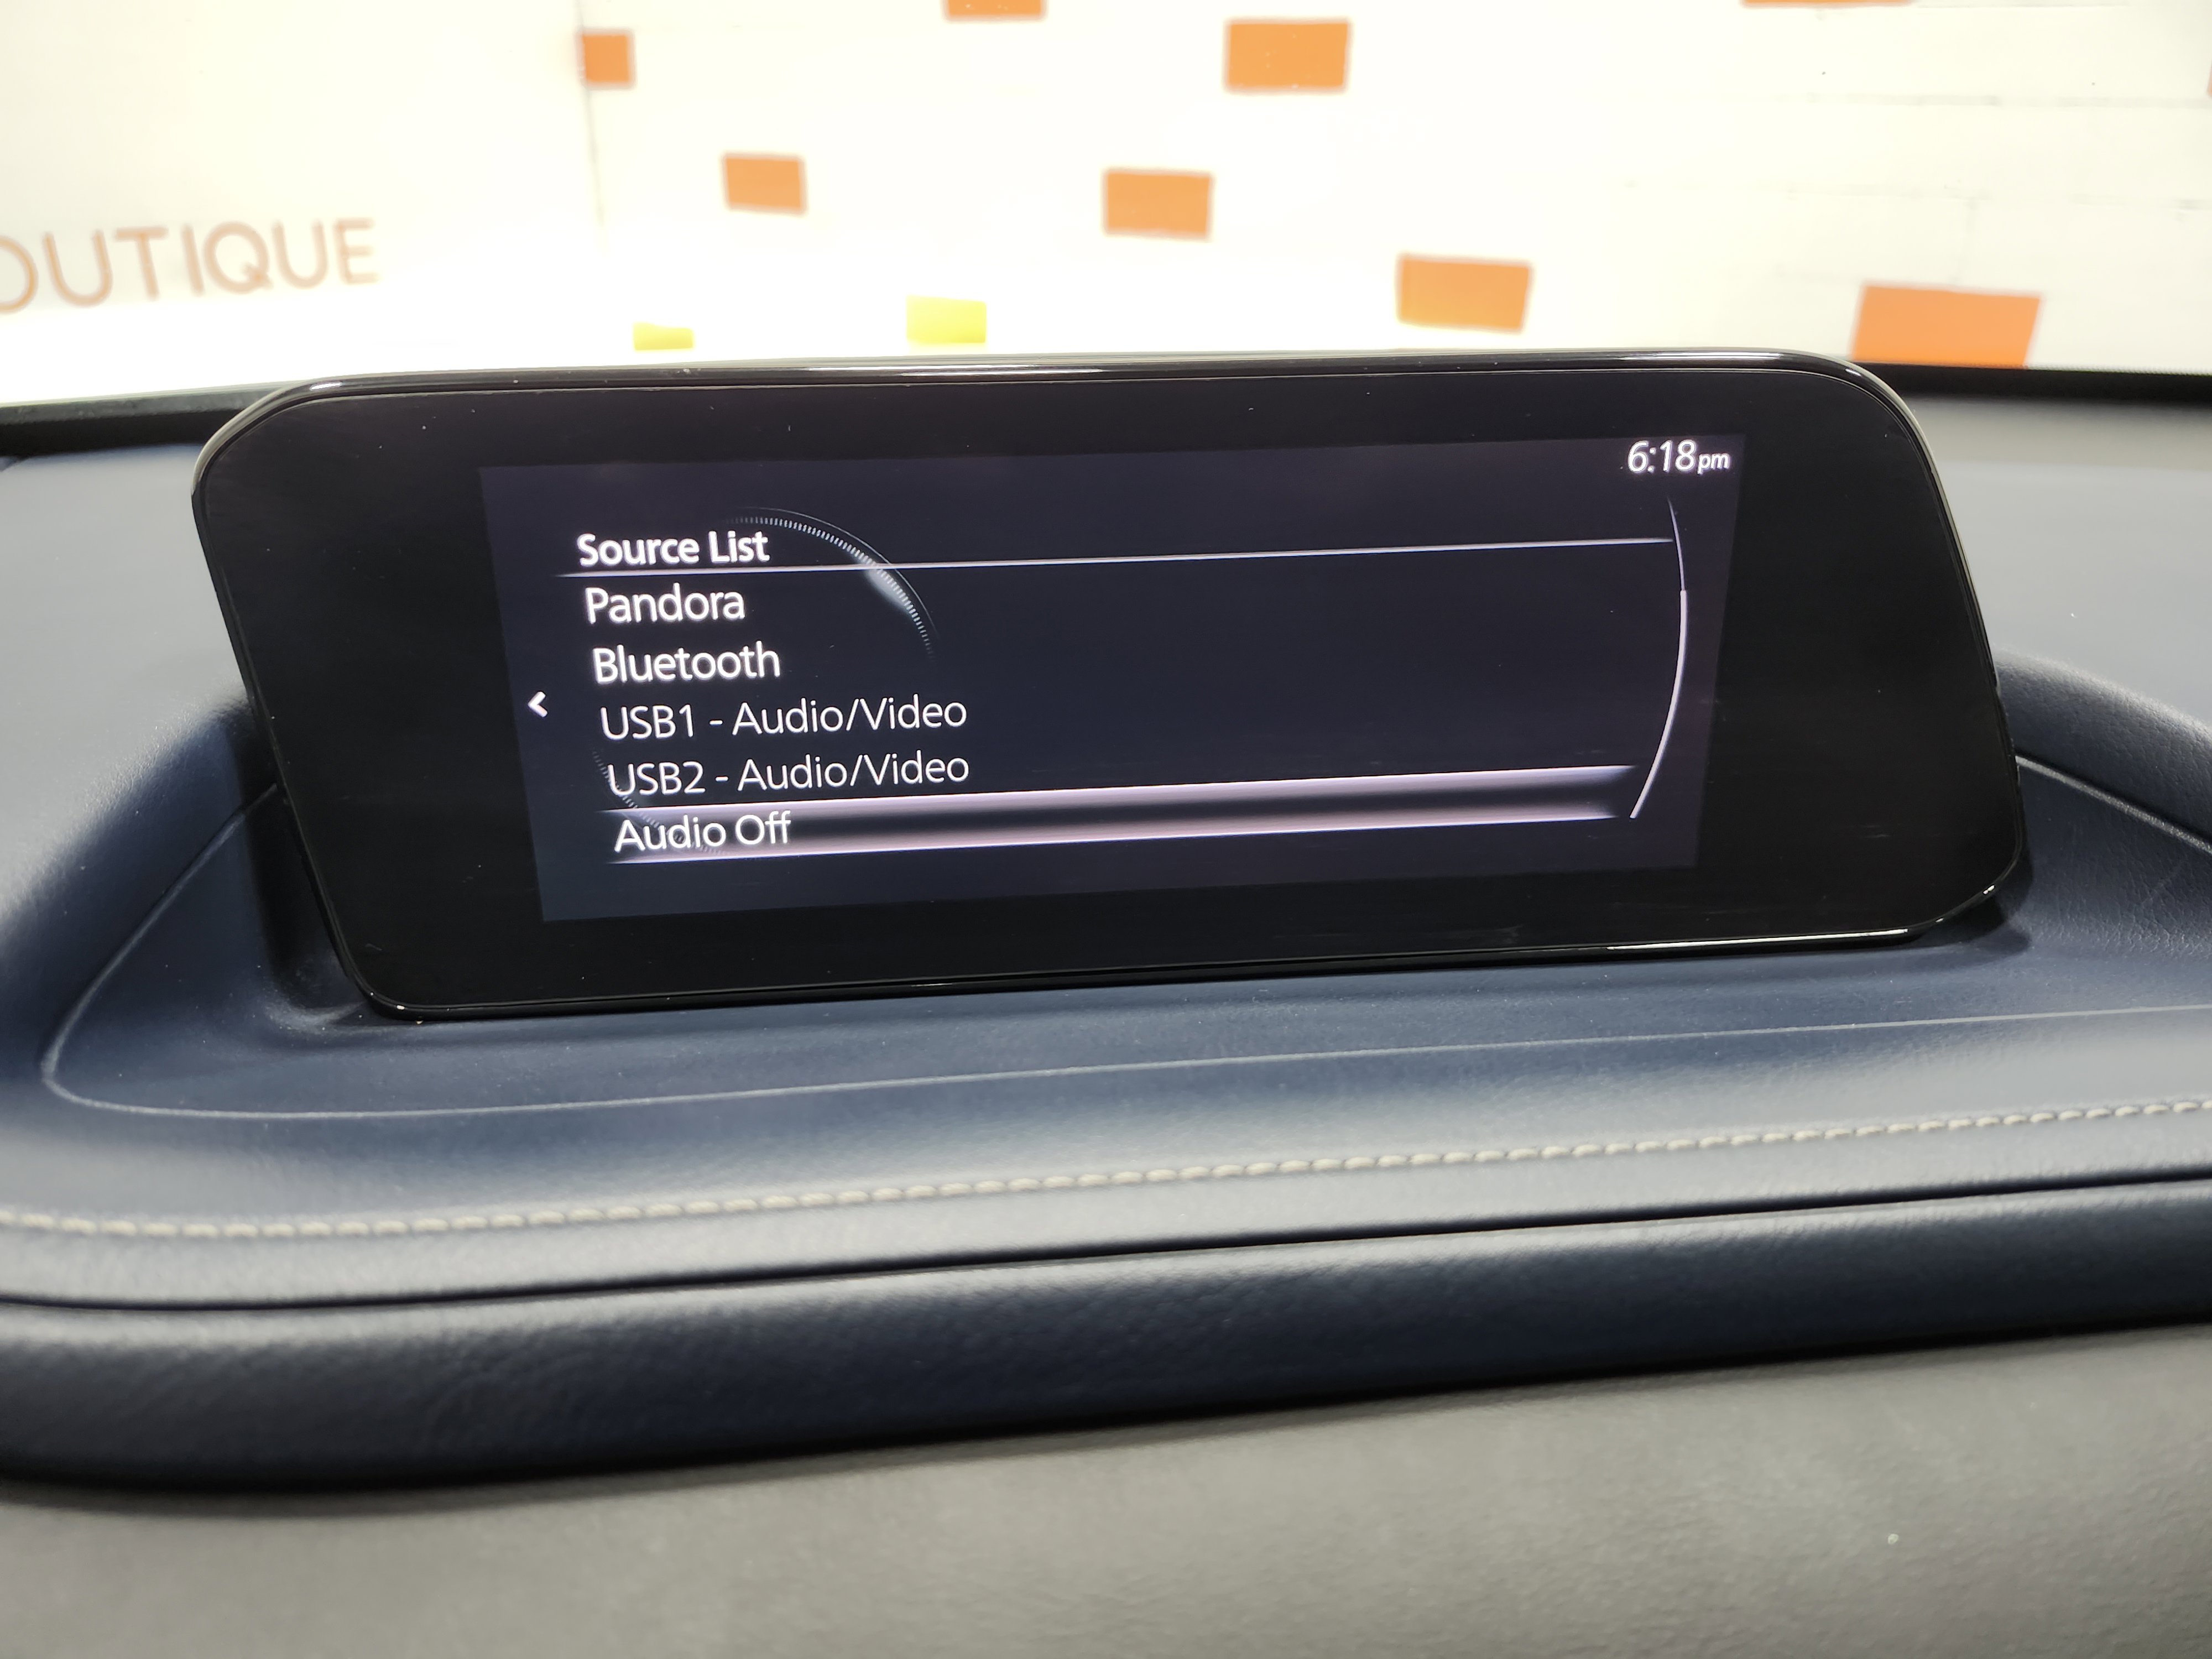 OUTIQUE
6:18pm
Source List
Pandora
Bluetooth
<
USB1 - Audio/Video
USB2 - Audio/Video
Audio Off